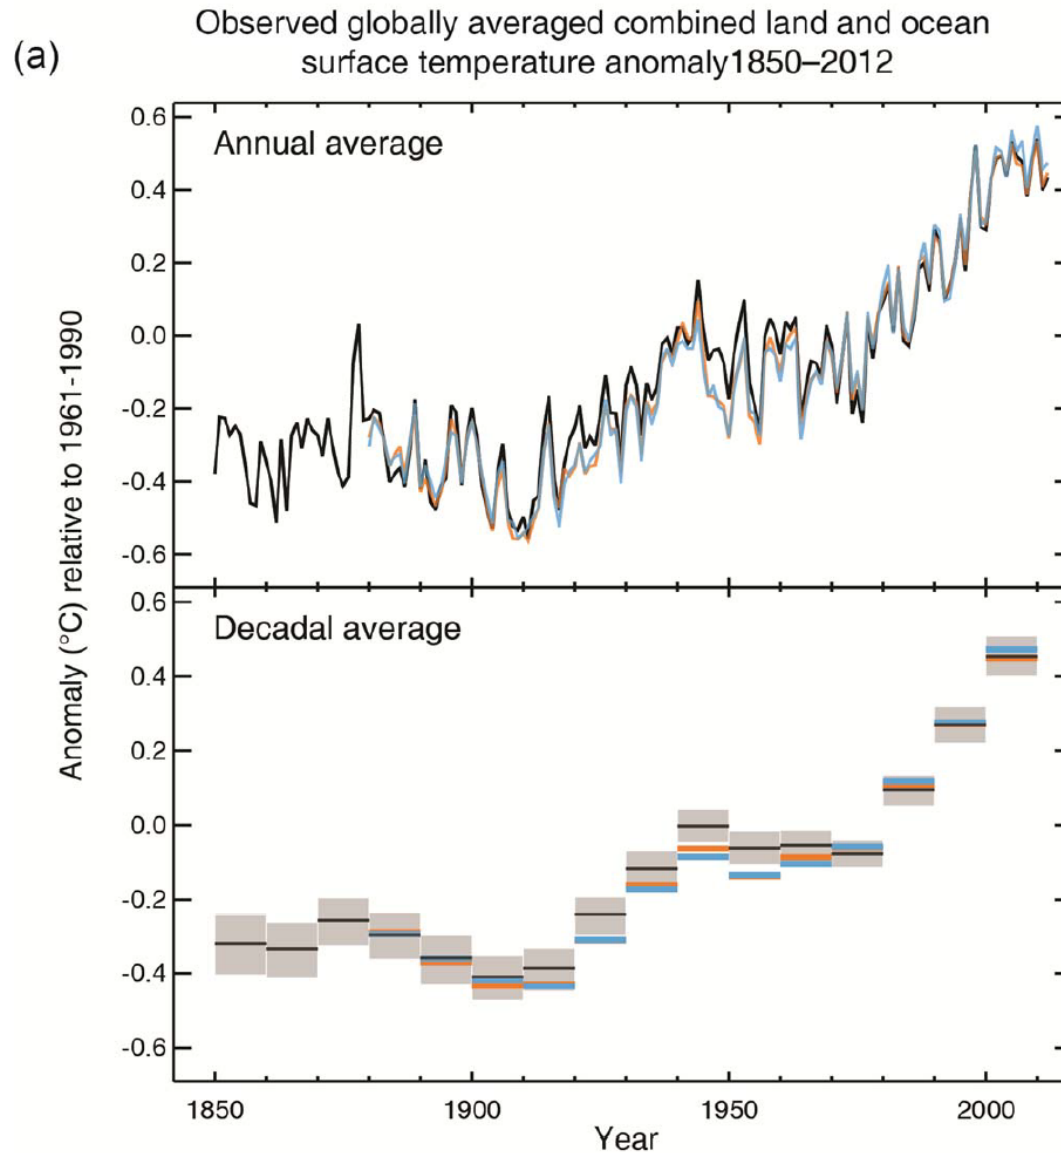 Observed globally averaged combined land and ocean
(a)
surface temperature anomaly1850–2012
Annual average
0.6
0.4
0.2
0.0
-0.2
-0.4
-0.6
Anomaly (°C) relative to 1961-1990
Decadal average
0.6
0.4
0.2
0.0
-0.2
-0.4
-0.6
1850
1900
1950
2000
Year